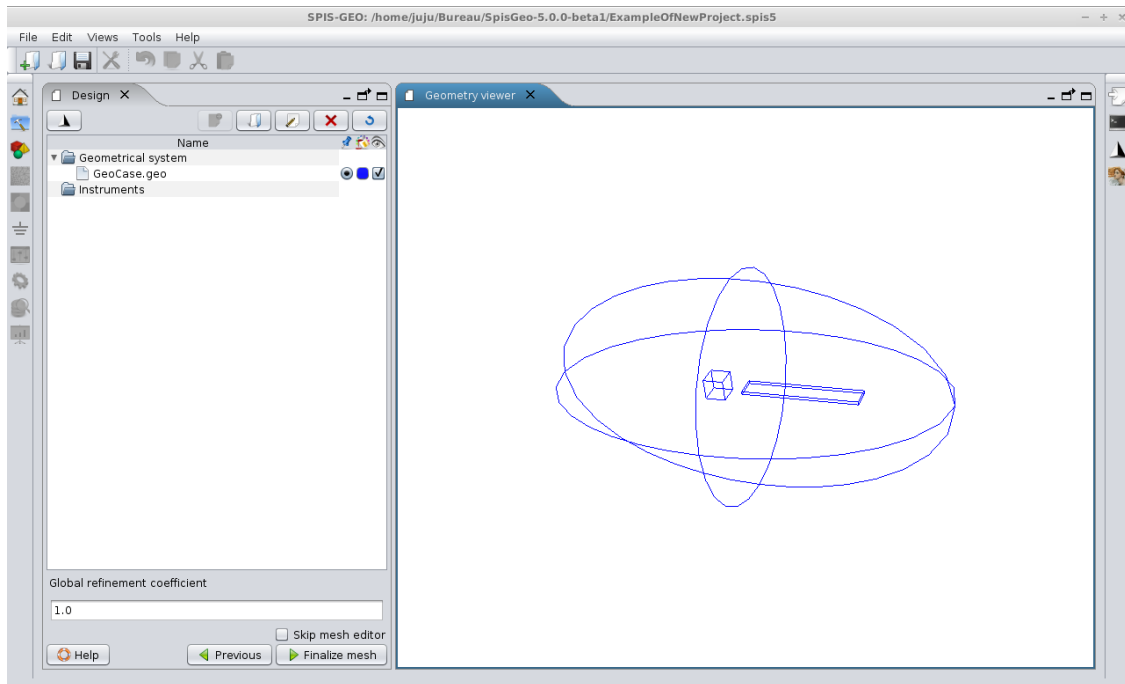 SPIS-GEO: /home/juju/Bureau/SpisGeo-5.0.0-beta1/ExampleOfNewProject.spis5
File Edit Views Tools Help
Design
Geometry viewer
Name
Geometrical system
GeoCase.geo
Instruments
Global refinement coefficient
1.0
Skip mesh editor
Help Previous Finalize mesh